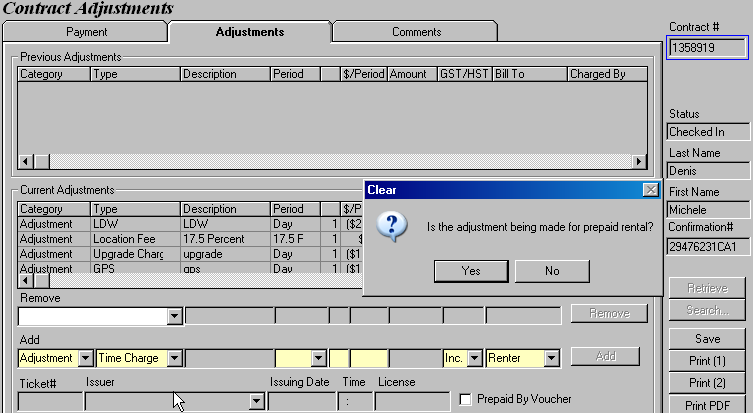 Contract Adjustments
Payment Adjustments Comments
Contract #
1358919
Previous Adjustments
Category Type Description Period $/Period Amount GST/HST Bill To Charged By
Status
Checked In
Last Name
Denis
First Name
Michele
Confirmation#
29476231CA1
Current Adjustments
Category Type Description Period $/P
Adjustment LDW LDW Day 1 ($2
Adjustment Location Fee 17.5 Percent 17.5 F 1 $
Adjustment Upgrade Charg upgrade Day 1 ($1
Adjustment GPS gps Day 1 ($1
Clear
Is the adjustment being made for prepaid rental?
Yes No
Remove
Remove
Add
Adjustment Time Charge Inc. Renter Add
Ticket# Issuer Issuing Date Time License
: Prepaid By Voucher
Retrieve
Search...
Save
Print (1)
Print (2)
Print PDF